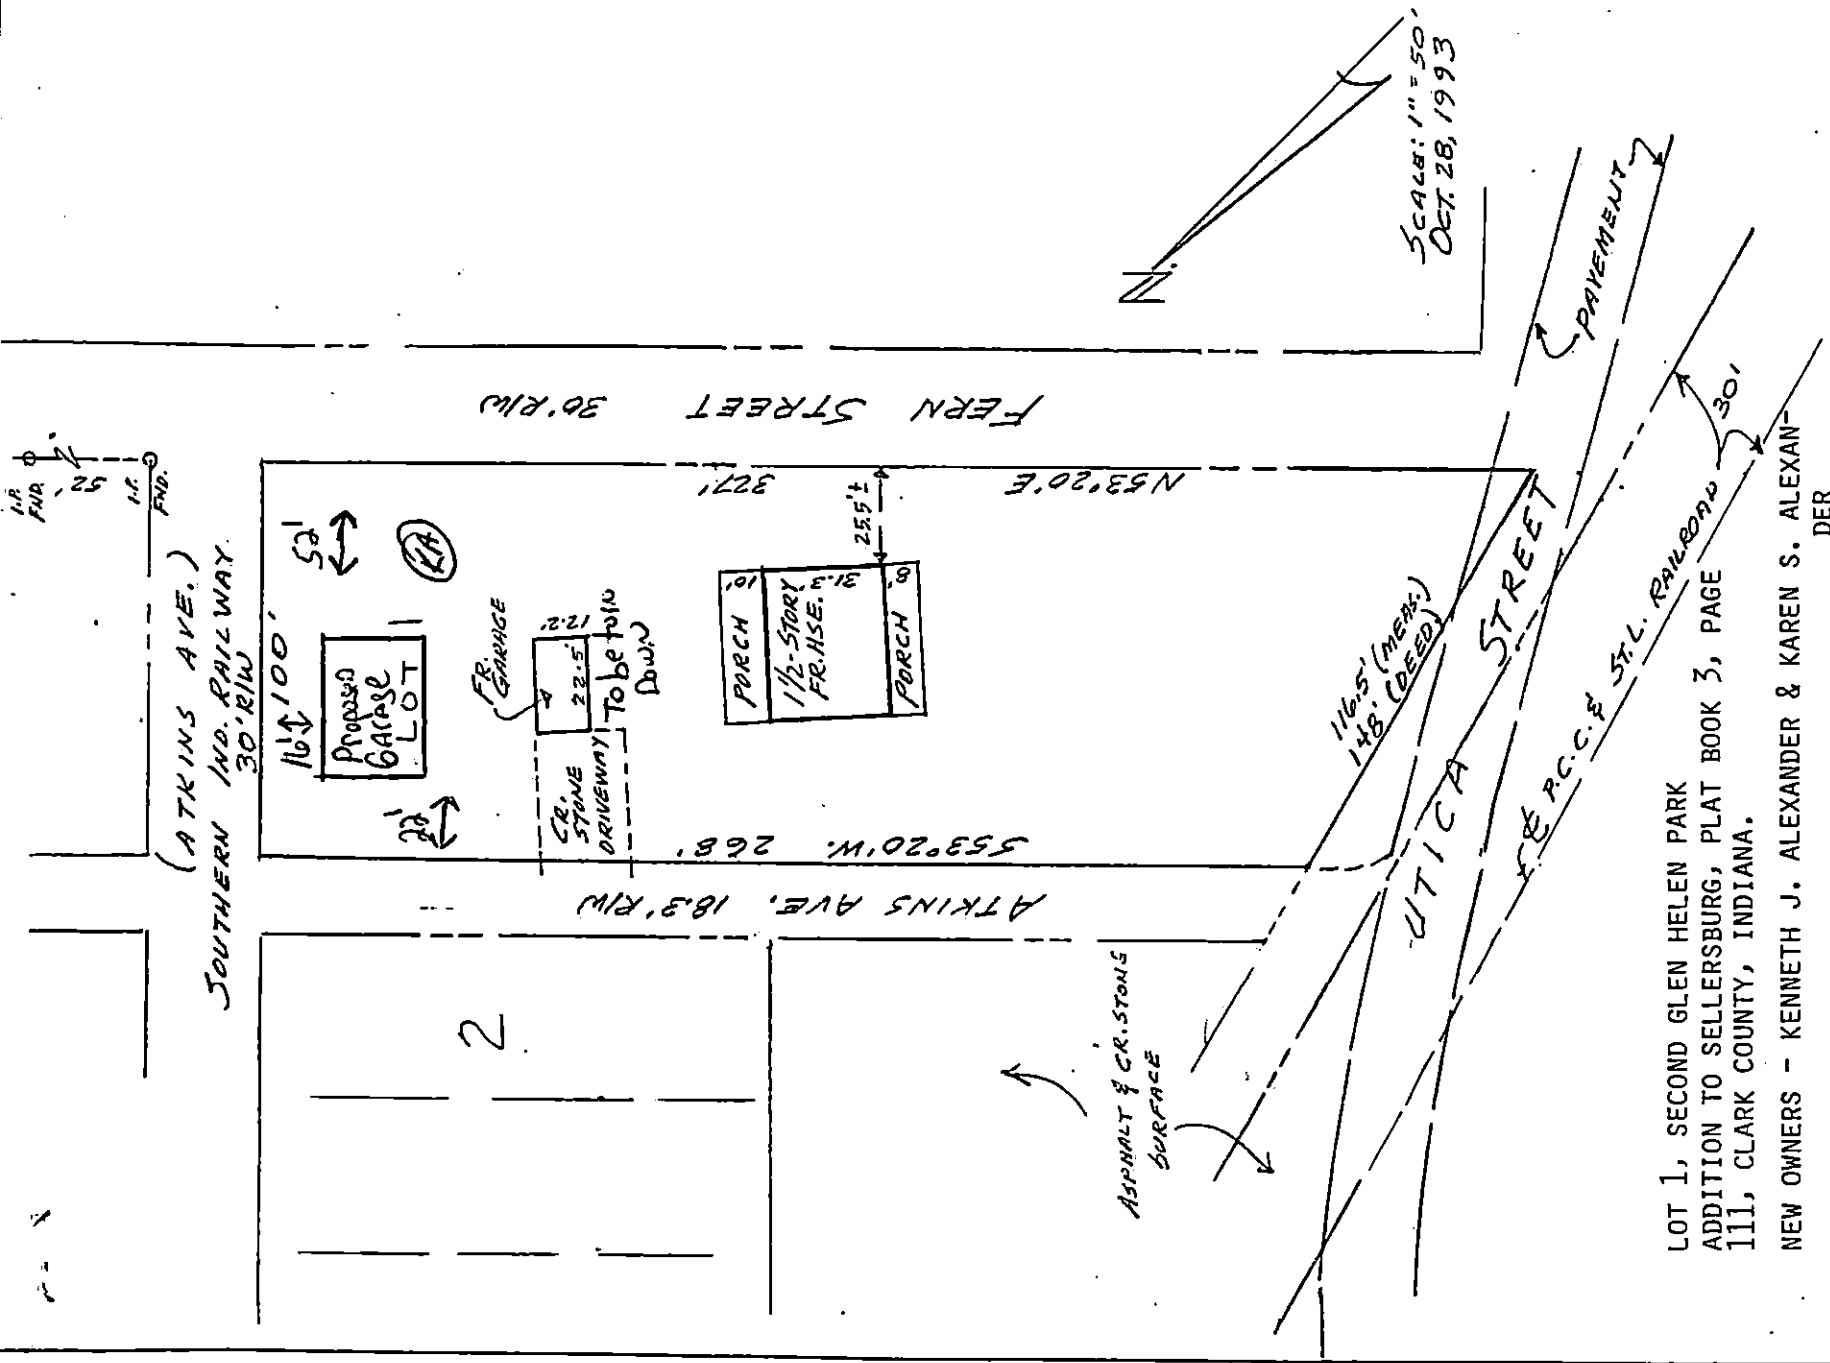 I.P.
FND.
52'
I.P.
FND.
(ATKINS AVE.)
SOUTHERN IND. RAILWAY
30' R/W
100'
16'
52'
KA
Proposed
GArAge
LOT 1
22'
FR.
GARAGE
12.2'
22.5'
To be torn
Down
CR.
STONE
DRIVEWAY
PORCH 10'
1 1/2-STORY
FR. HSE.
31.3'
PORCH 8'
25.5'±
FERN STREET 30' R/W
N53°20'E 327'
S53°20'W. 268'
ATKINS AVE. 18.3' R/W
2
116.5' (MEAS.)
148' (DEED)
UTICA STREET
PAVEMENT
30'
₵ P.C.C. & ST. L. RAILROAD
ASPHALT & CR. STONE
SURFACE
N.
SCALE: 1" = 50'
OCT. 28, 1993
LOT 1, SECOND GLEN HELEN PARK
ADDITION TO SELLERSBURG, PLAT BOOK 3, PAGE
111, CLARK COUNTY, INDIANA.
NEW OWNERS - KENNETH J. ALEXANDER & KAREN S. ALEXAN-
DER